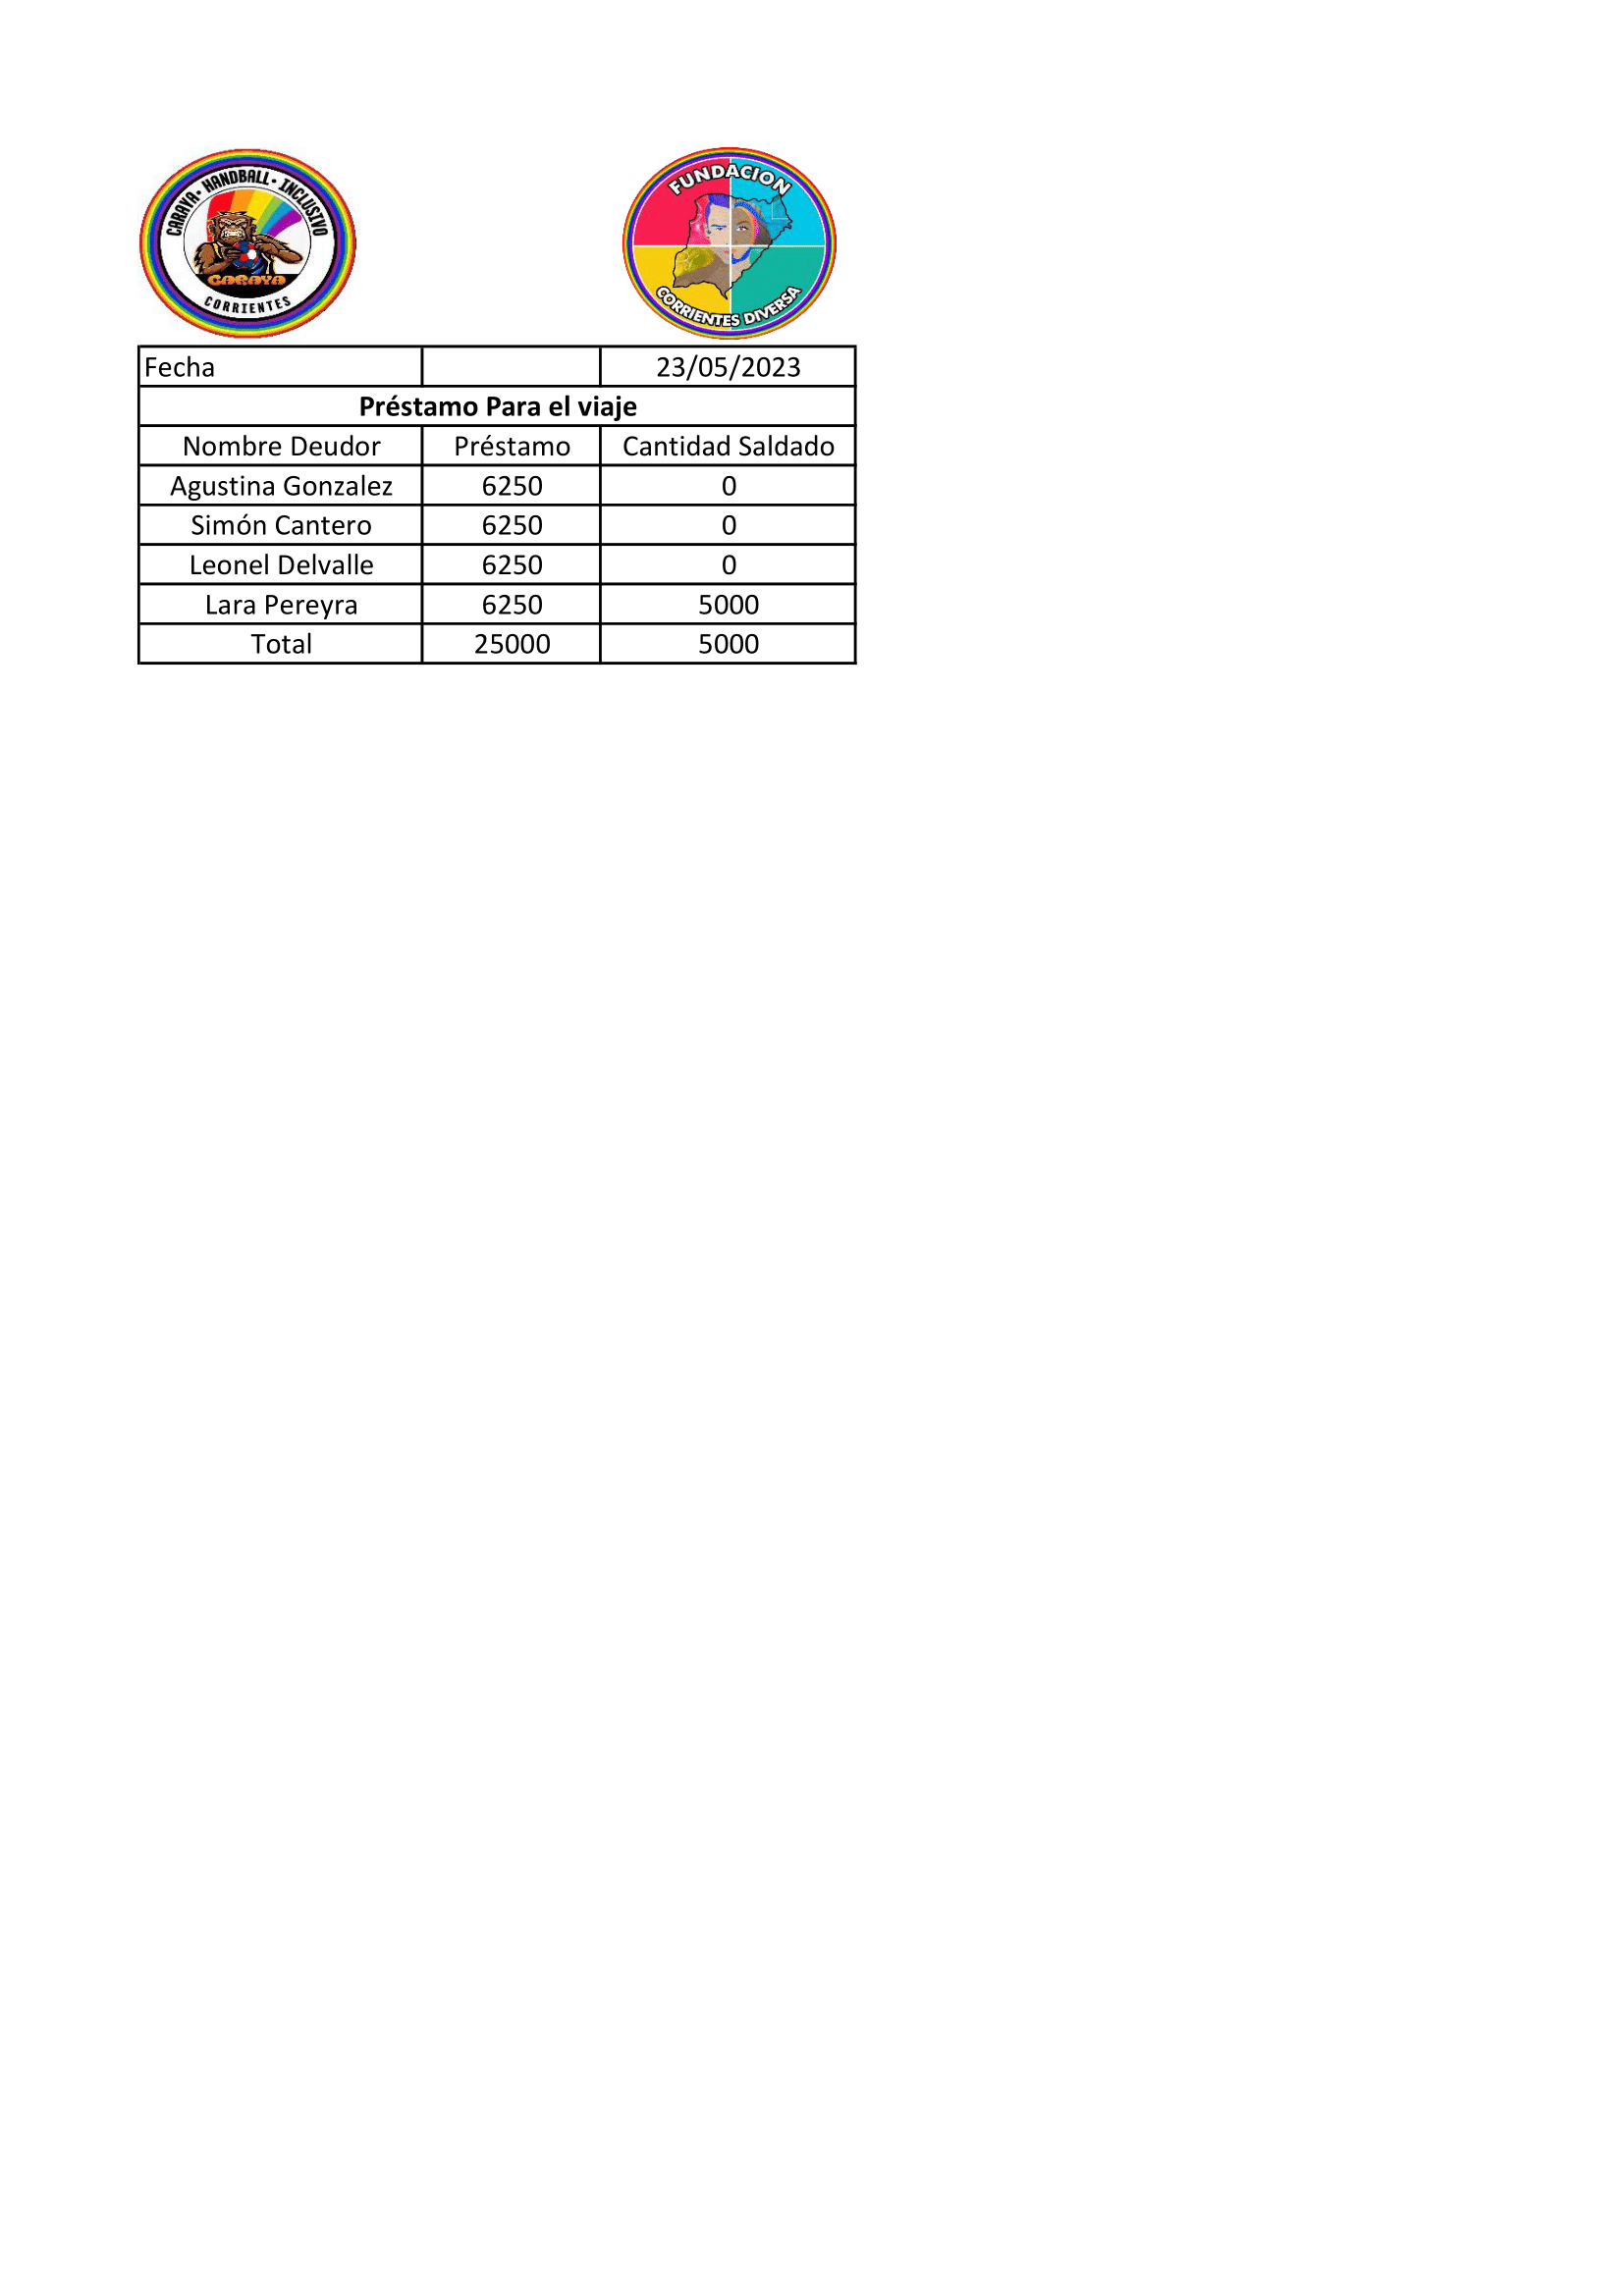 CARAYA• HANDBALL• INCLUSIVO
CARAYA
CORRIENTES
FUNDACION
CORRIENTES DIVERSA
Fecha 23/05/2023
Préstamo Para el viaje
Nombre Deudor Préstamo Cantidad Saldado
Agustina Gonzalez 6250 0
Simón Cantero 6250 0
Leonel Delvalle 6250 0
Lara Pereyra 6250 5000
Total 25000 5000